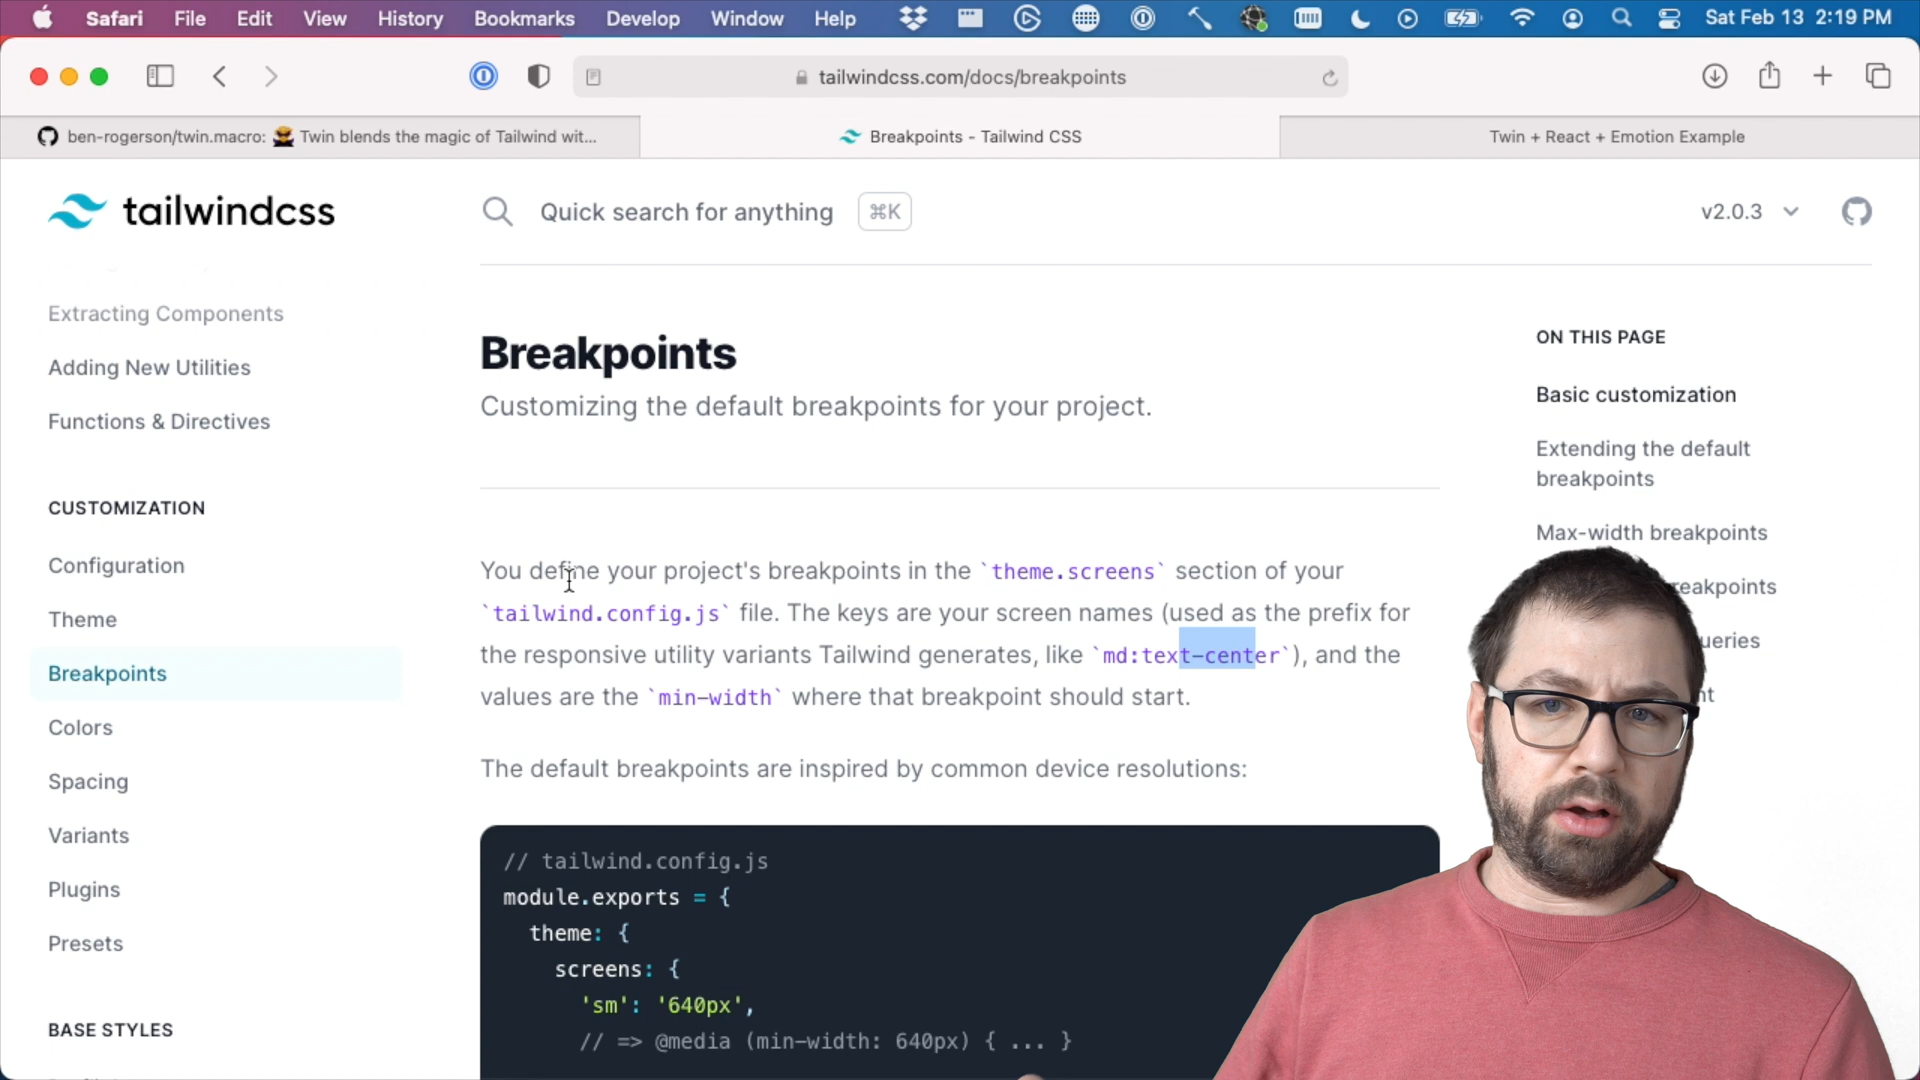 Safari File Edit View History Bookmarks Develop Window Help Sat Feb 13 2:19 PM
tailwindcss.com/docs/breakpoints
ben-rogerson/twin.macro: Twin blends the magic of Tailwind wit...
Breakpoints - Tailwind CSS
Twin + React + Emotion Example
tailwindcss
Quick search for anything ⌘K
v2.0.3
Extracting Components
Adding New Utilities
Functions & Directives
CUSTOMIZATION
Configuration
Theme
Breakpoints
Colors
Spacing
Variants
Plugins
Presets
BASE STYLES
Breakpoints
Customizing the default breakpoints for your project.
You define your project's breakpoints in the `theme.screens` section of your
`tailwind.config.js` file. The keys are your screen names (used as the prefix for
the responsive utility variants Tailwind generates, like `md:text-center`), and the
values are the `min-width` where that breakpoint should start.
The default breakpoints are inspired by common device resolutions:
// tailwind.config.js
module.exports = {
theme: {
screens: {
'sm': '640px',
// => @media (min-width: 640px) { ... }
ON THIS PAGE
Basic customization
Extending the default
breakpoints
Max-width breakpoints